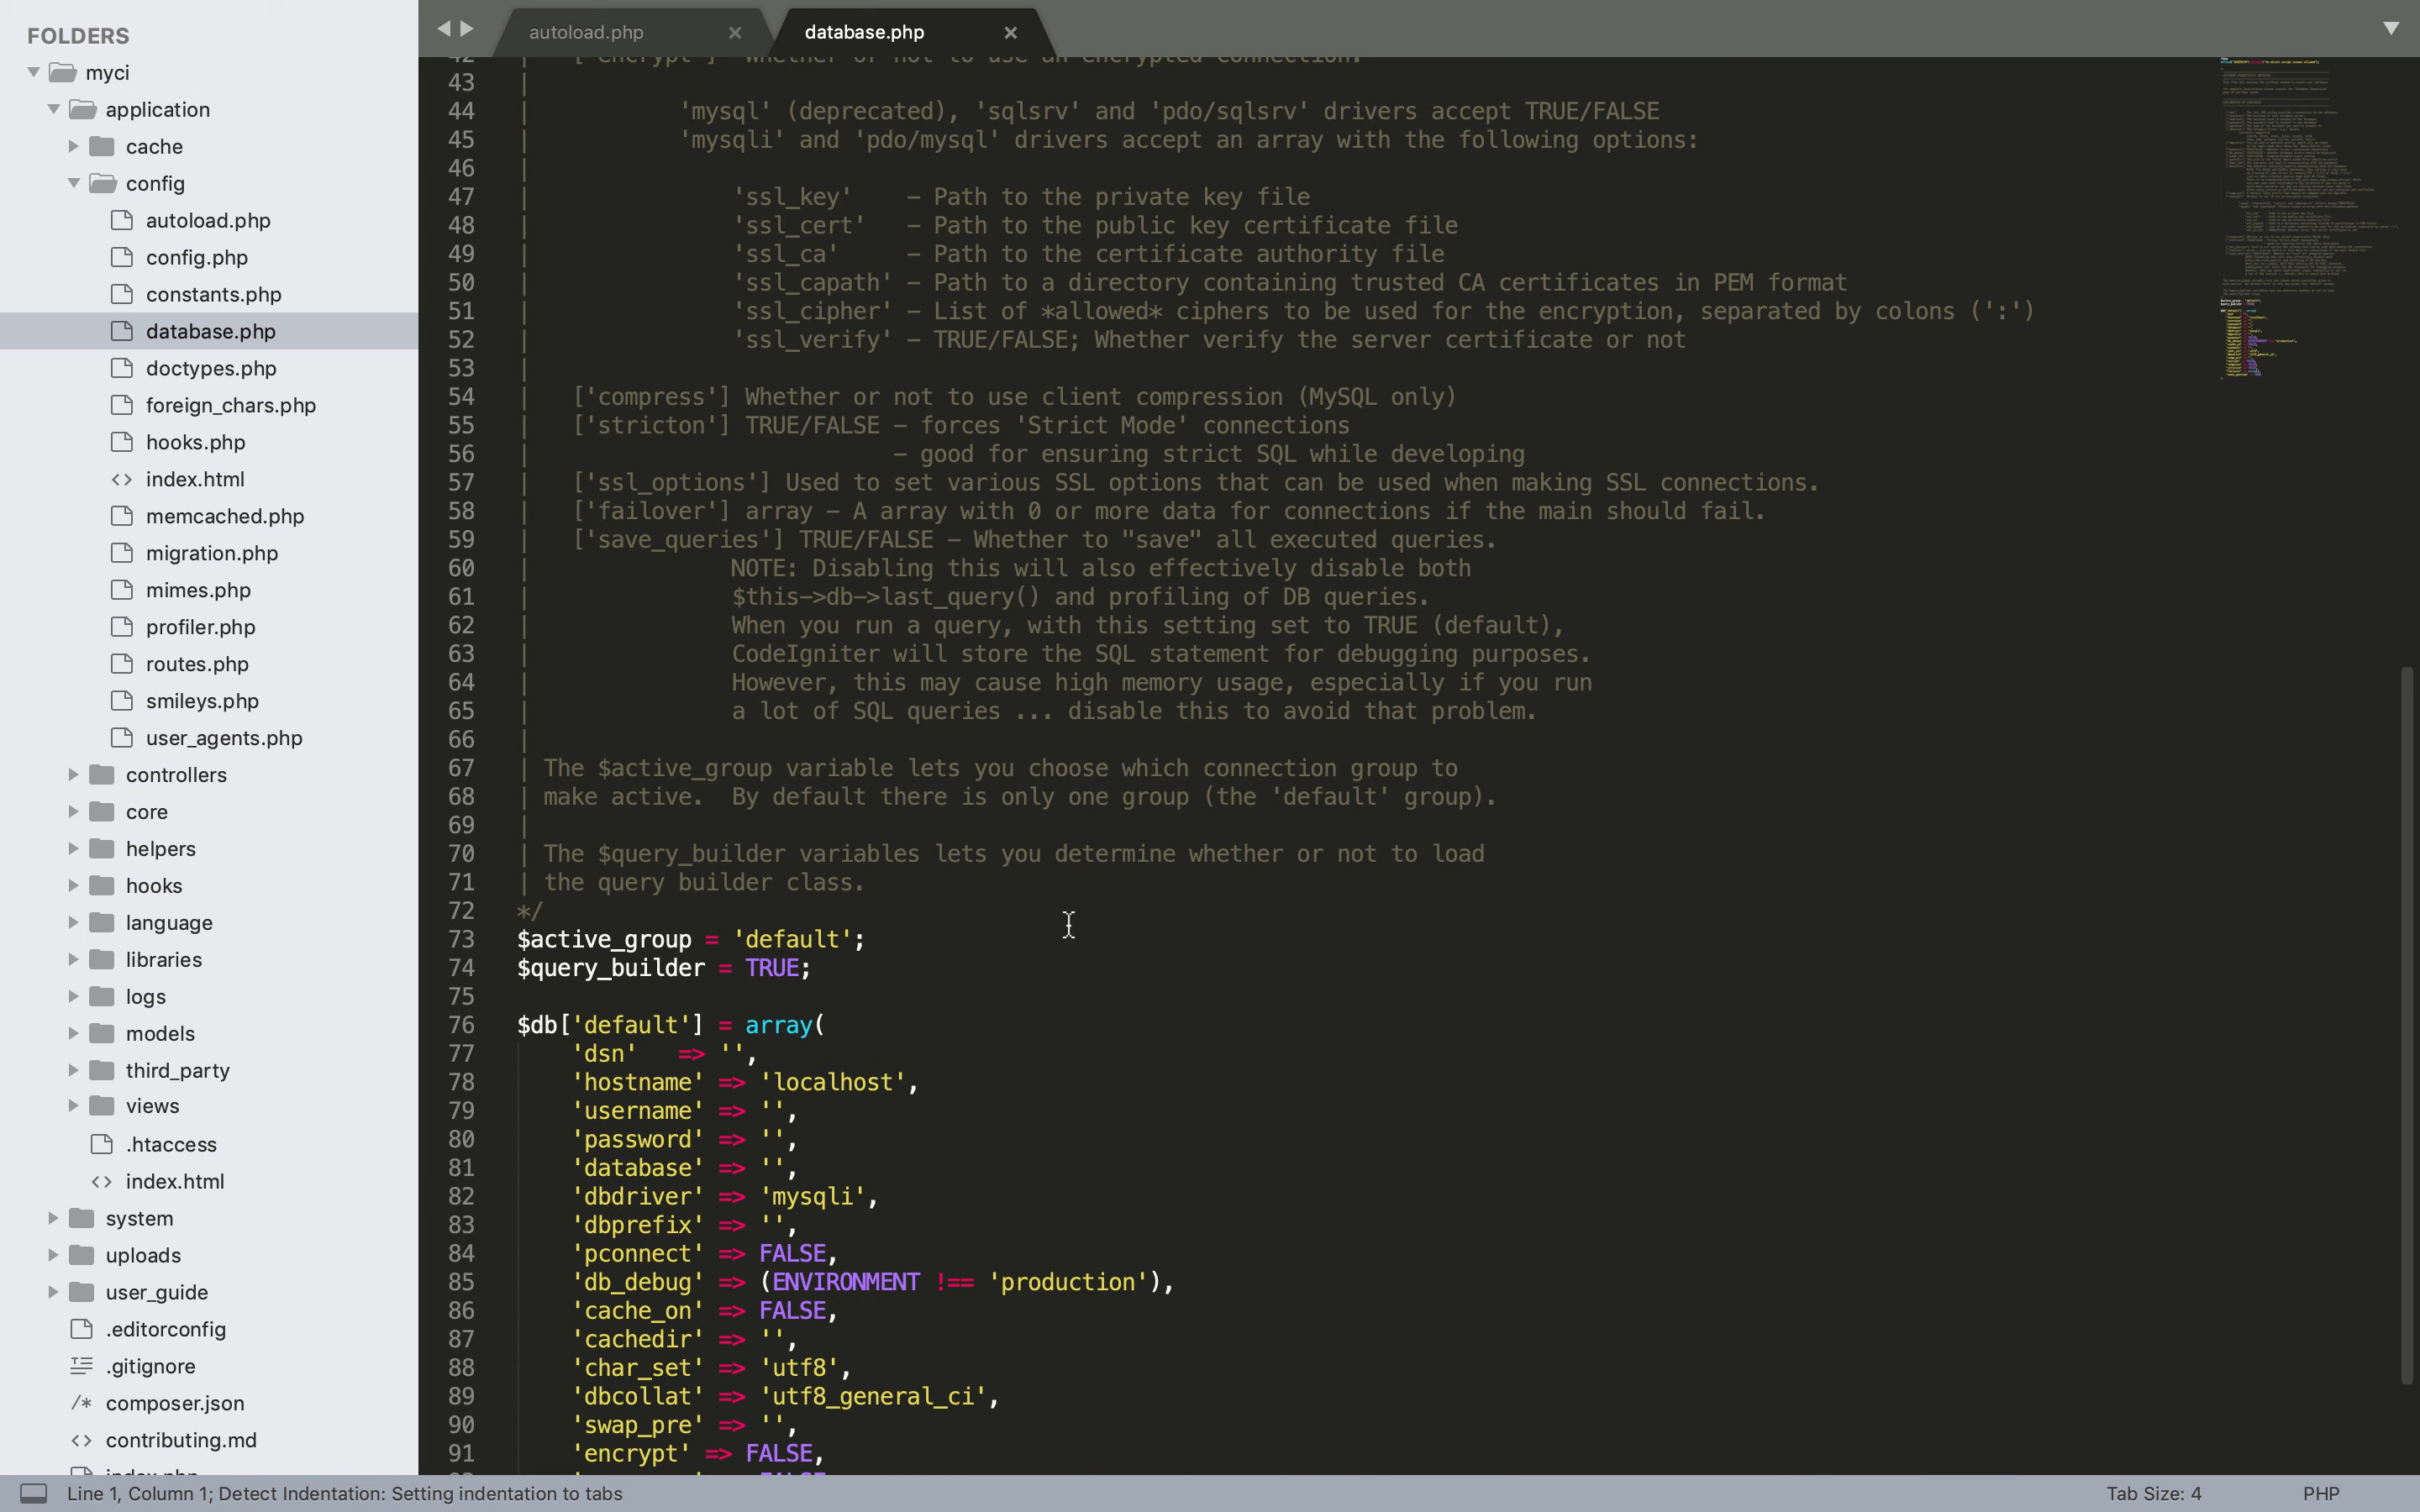 FOLDERS
myci
application
cache
config
autoload.php
config.php
constants.php
database.php
doctypes.php
foreign_chars.php
hooks.php
index.html
memcached.php
migration.php
mimes.php
profiler.php
routes.php
smileys.php
user_agents.php
controllers
core
helpers
hooks
language
libraries
logs
models
third_party
views
.htaccess
index.html
system
uploads
user_guide
.editorconfig
.gitignore
/* composer.json
contributing.md
index.php
autoload.php
database.php
42 | ['encrypt'] Whether or not to use an encrypted connection.
43 |
44 | 'mysql' (deprecated), 'sqlsrv' and 'pdo/sqlsrv' drivers accept TRUE/FALSE
45 | 'mysqli' and 'pdo/mysql' drivers accept an array with the following options:
46 |
47 | 'ssl_key' – Path to the private key file
48 | 'ssl_cert' – Path to the public key certificate file
49 | 'ssl_ca' – Path to the certificate authority file
50 | 'ssl_capath' – Path to a directory containing trusted CA certificates in PEM format
51 | 'ssl_cipher' – List of *allowed* ciphers to be used for the encryption, separated by colons (':')
52 | 'ssl_verify' – TRUE/FALSE; Whether verify the server certificate or not
53 |
54 | ['compress'] Whether or not to use client compression (MySQL only)
55 | ['stricton'] TRUE/FALSE – forces 'Strict Mode' connections
56 | – good for ensuring strict SQL while developing
57 | ['ssl_options'] Used to set various SSL options that can be used when making SSL connections.
58 | ['failover'] array – A array with 0 or more data for connections if the main should fail.
59 | ['save_queries'] TRUE/FALSE – Whether to "save" all executed queries.
60 | NOTE: Disabling this will also effectively disable both
61 | $this->db->last_query() and profiling of DB queries.
62 | When you run a query, with this setting set to TRUE (default),
63 | CodeIgniter will store the SQL statement for debugging purposes.
64 | However, this may cause high memory usage, especially if you run
65 | a lot of SQL queries ... disable this to avoid that problem.
66 |
67 | The $active_group variable lets you choose which connection group to
68 | make active.  By default there is only one group (the 'default' group).
69 |
70 | The $query_builder variables lets you determine whether or not to load
71 | the query builder class.
72 */
73 $active_group = 'default';
74 $query_builder = TRUE;
75
76 $db['default'] = array(
77 'dsn' => '',
78 'hostname' => 'localhost',
79 'username' => '',
80 'password' => '',
81 'database' => '',
82 'dbdriver' => 'mysqli',
83 'dbprefix' => '',
84 'pconnect' => FALSE,
85 'db_debug' => (ENVIRONMENT !== 'production'),
86 'cache_on' => FALSE,
87 'cachedir' => '',
88 'char_set' => 'utf8',
89 'dbcollat' => 'utf8_general_ci',
90 'swap_pre' => '',
91 'encrypt' => FALSE,
Line 1, Column 1; Detect Indentation: Setting indentation to tabs
Tab Size: 4
PHP